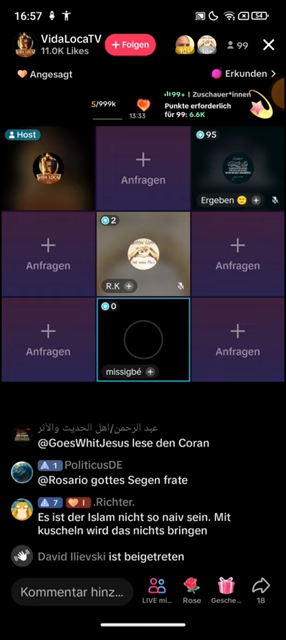 16:57
54
VidaLocaTV
11.0K Likes
+ Folgen
99
Angesagt
Erkunden >
5/999k
13:33
99+ | Zuschauer*innen
Punkte erforderlich
für 99: 6.6K
Host
Anfragen
95
Ergeben
Anfragen
2
R.K
Anfragen
Anfragen
0
missigbé
Anfragen
عبد الرحمن/اهل الحديث والأثر
@GoesWhitJesus lese den Coran
1 PoliticusDE
@Rosario gottes Segen frate
7 I .Richter.
Es ist der Islam nicht so naiv sein. Mit
kuscheln wird das nichts bringen
David Ilievski ist beigetreten
Kommentar hinz...
LIVE mi...
Rose
Gesche...
18